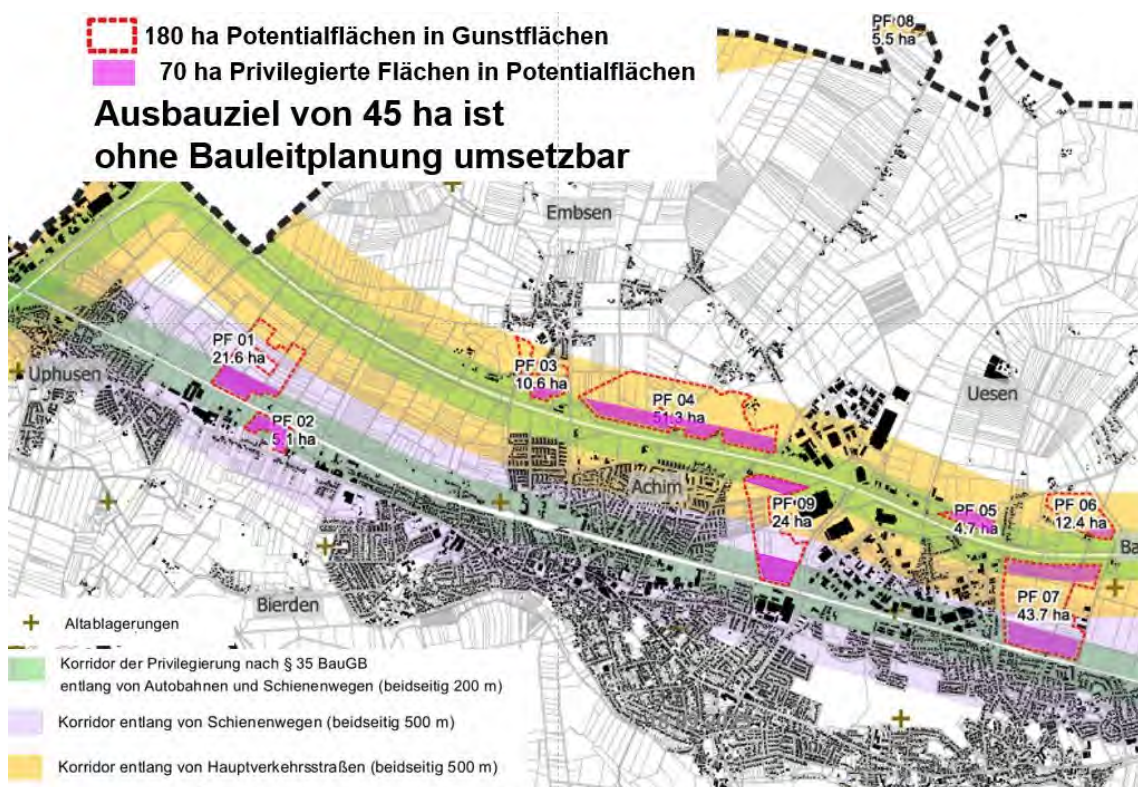 180 ha Potentialflächen in Gunstflächen
70 ha Privilegierte Flächen in Potentialflächen
Ausbauziel von 45 ha ist
ohne Bauleitplanung umsetzbar
PF 08
5.5 ha
Embsen
PF 01
21.6 ha
Uphusen
PF 02
5.1 ha
PF 03
10.6 ha
PF 04
51.3 ha
Uesen
Achim
PF 09
24 ha
PF 05
4.7 ha
PF 06
12.4 ha
Ba
PF 07
43.7 ha
Bierden
Altablagerungen
Korridor der Privilegierung nach § 35 BauGB
entlang von Autobahnen und Schienenwegen (beidseitig 200 m)
Korridor entlang von Schienenwegen (beidseitig 500 m)
Korridor entlang von Hauptverkehrsstraßen (beidseitig 500 m)